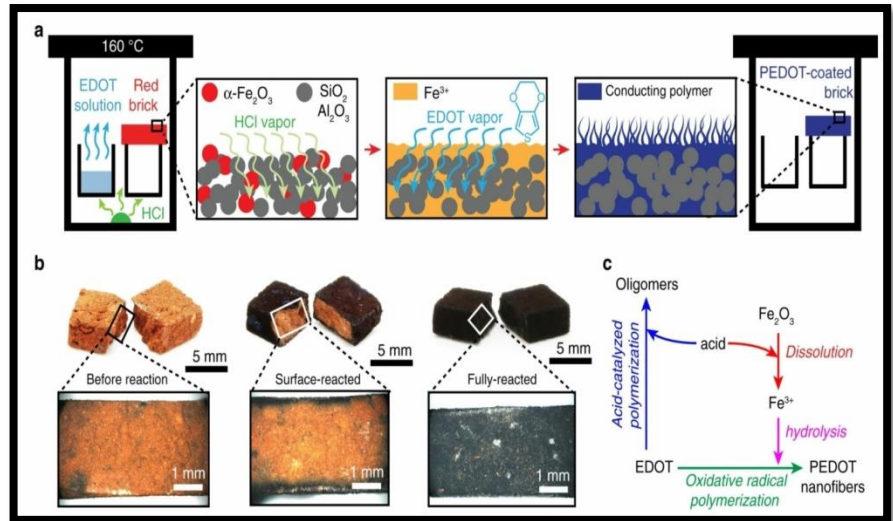 a
160 °C
EDOT
solution
Red
brick
HCl
α-Fe₂O₃
SiO₂
Al₂O₃
HCl vapor
Fe³⁺
EDOT vapor
S
Conducting polymer
PEDOT-coated
brick
b
5 mm
5 mm
5 mm
Before reaction
Surface-reacted
Fully-reacted
1 mm
1 mm
1 mm
c
Oligomers
Acid-catalyzed
polymerization
acid
Fe₂O₃
Dissolution
Fe³⁺
hydrolysis
EDOT
Oxidative radical
polymerization
PEDOT
nanofibers